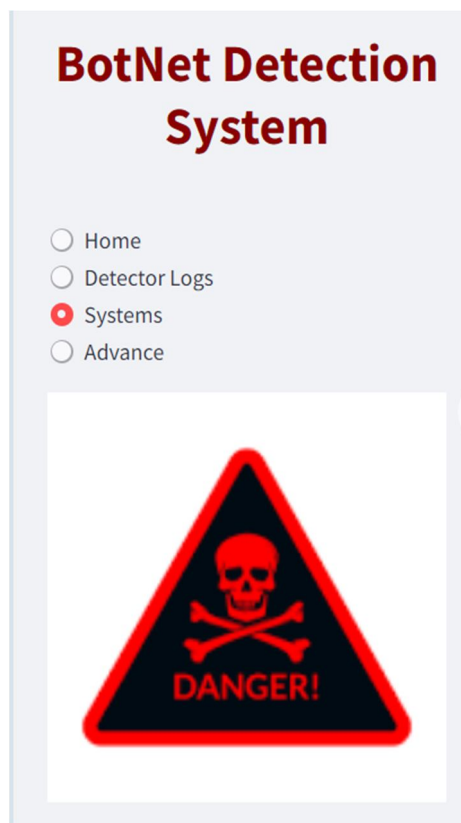 BotNet Detection
System
Home
Detector Logs
Systems
Advance
DANGER!